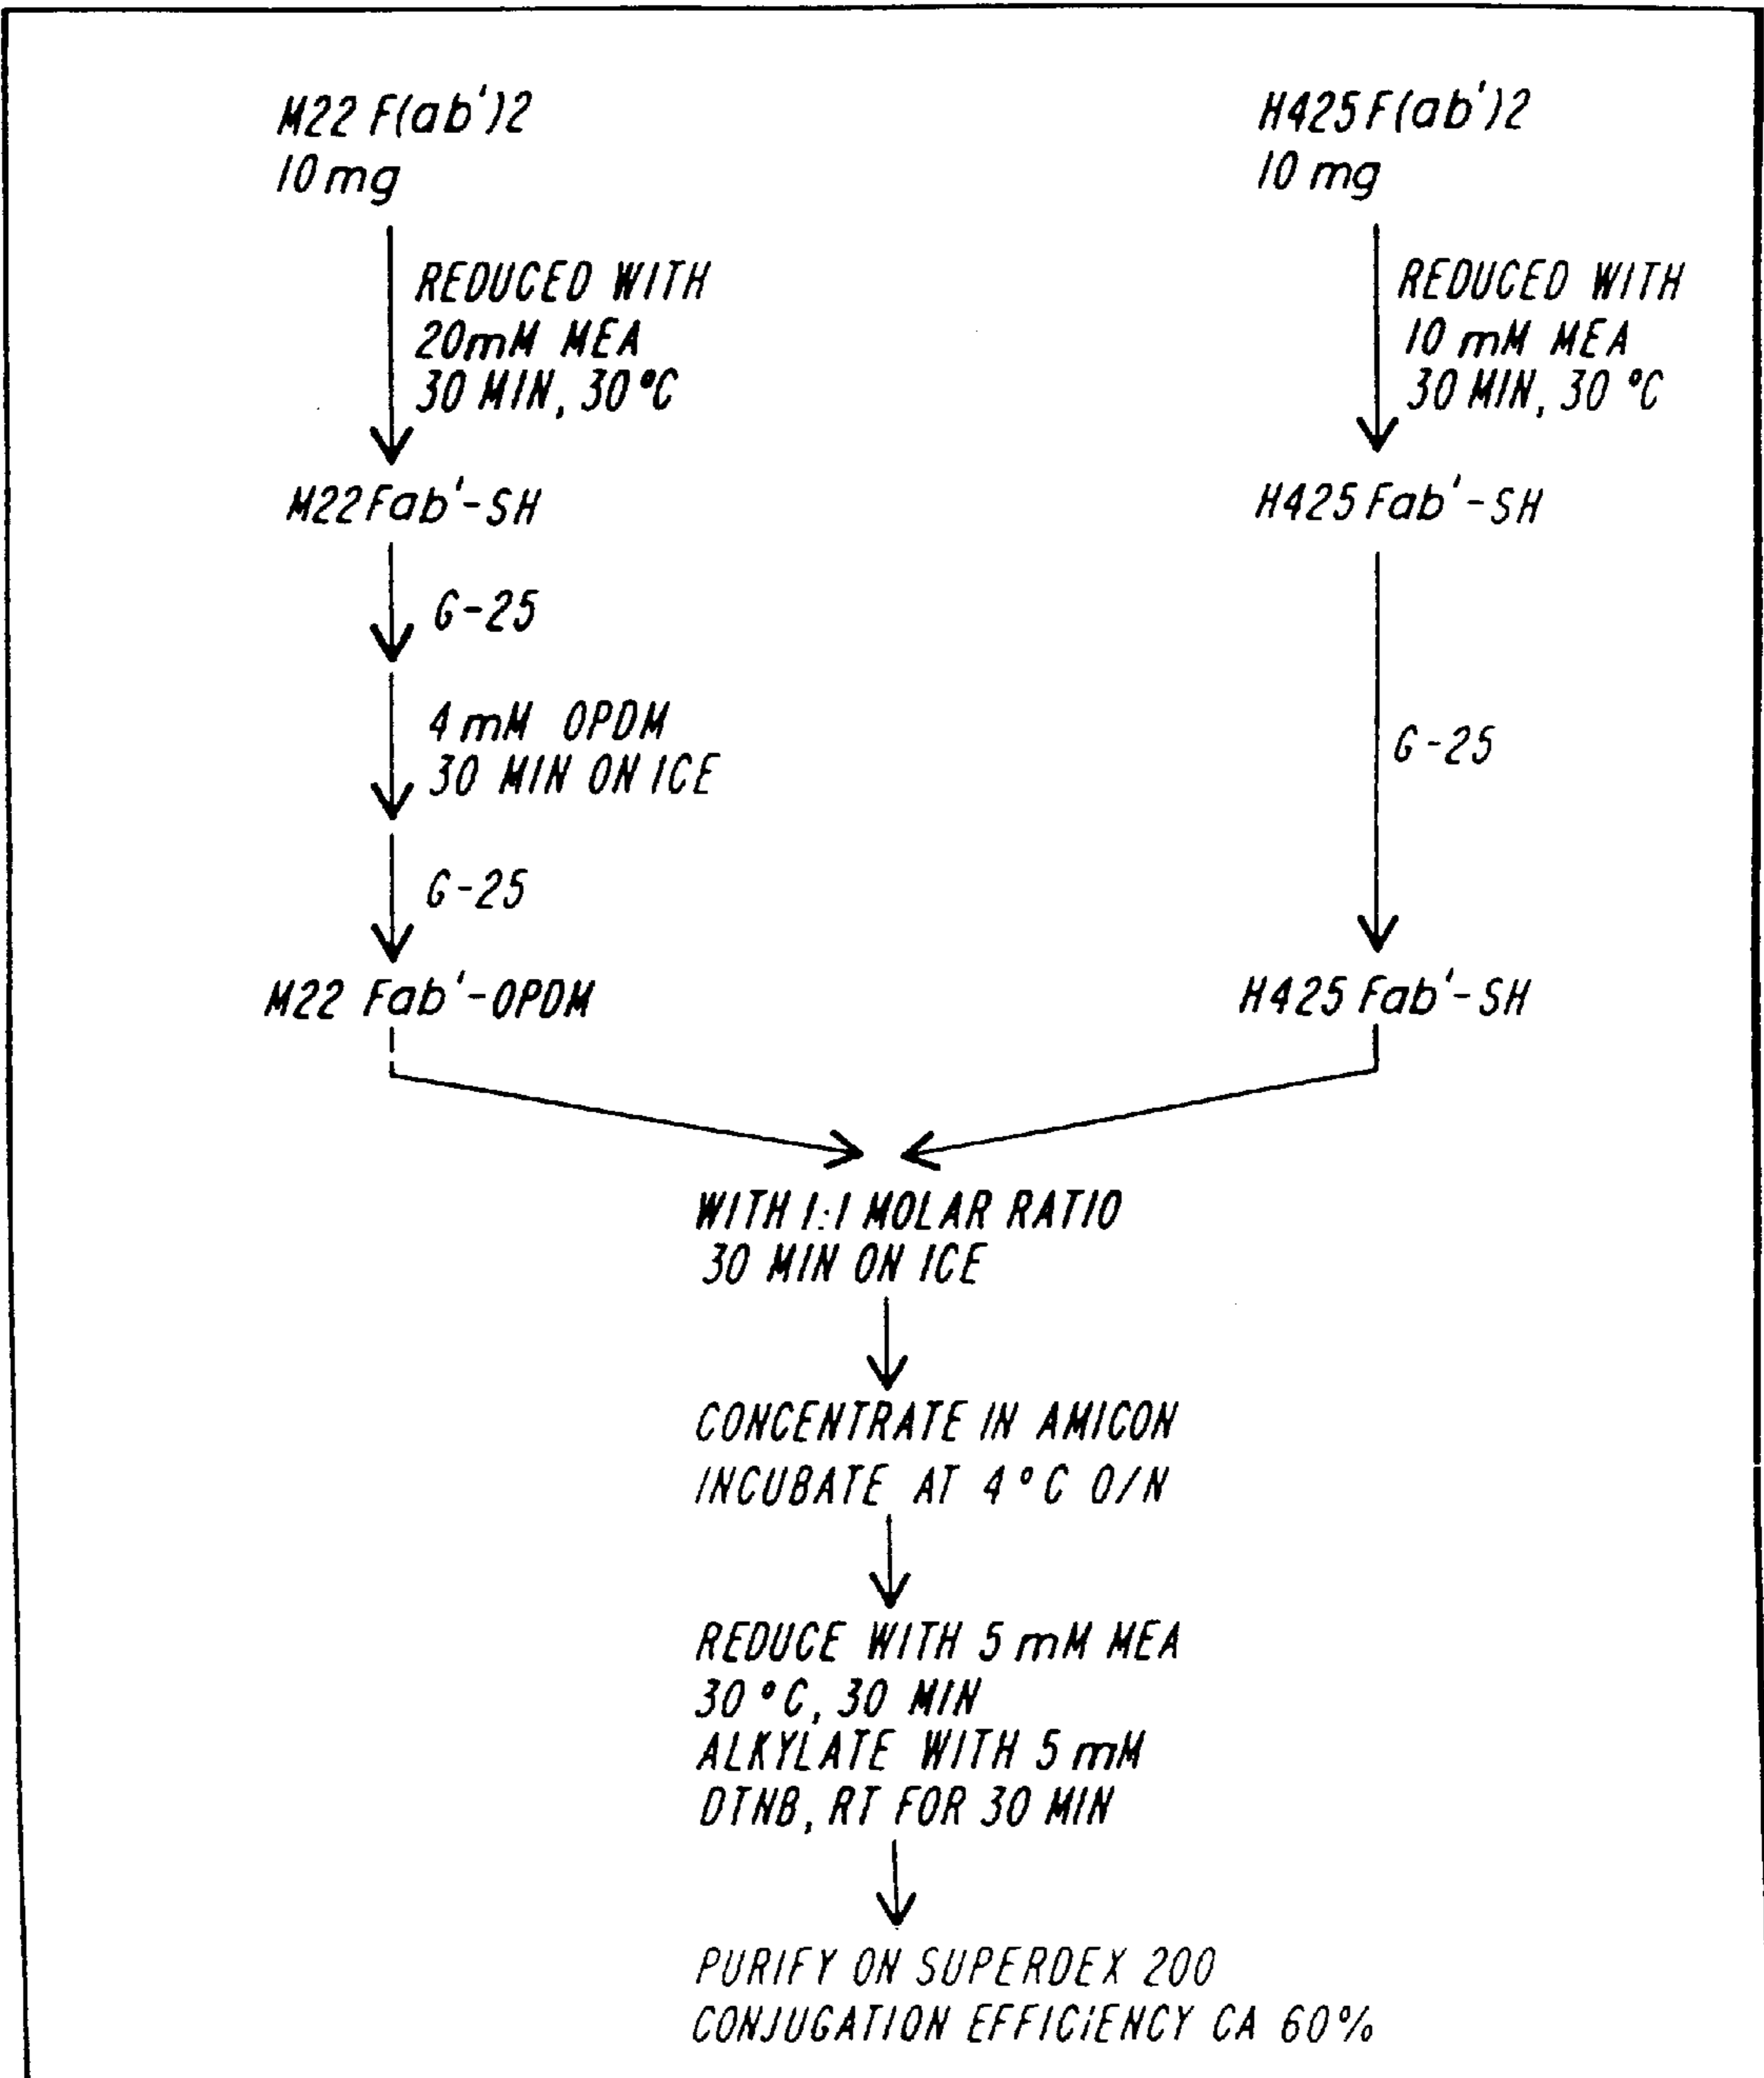 M22 F(ab')2
10 mg
REDUCED WITH
20mM MEA
30 MIN, 30°C
M22Fab'-SH
G-25
4 mM OPDM
30 MIN ON ICE
G-25
M22 Fab'-OPDM
H425F(ab')2
10 mg
REDUCED WITH
10 mM MEA
30 MIN, 30 °C
H425 Fab'-SH
G-25
H425 Fab'-SH
WITH 1:1 MOLAR RATIO
30 MIN ON ICE
CONCENTRATE IN AMICON
INCUBATE AT 4°C O/N
REDUCE WITH 5 mM MEA
30°C, 30 MIN
ALKYLATE WITH 5 mM
DTNB, RT FOR 30 MIN
PURIFY ON SUPERDEX 200
CONJUGATION EFFICIENCY CA 60%